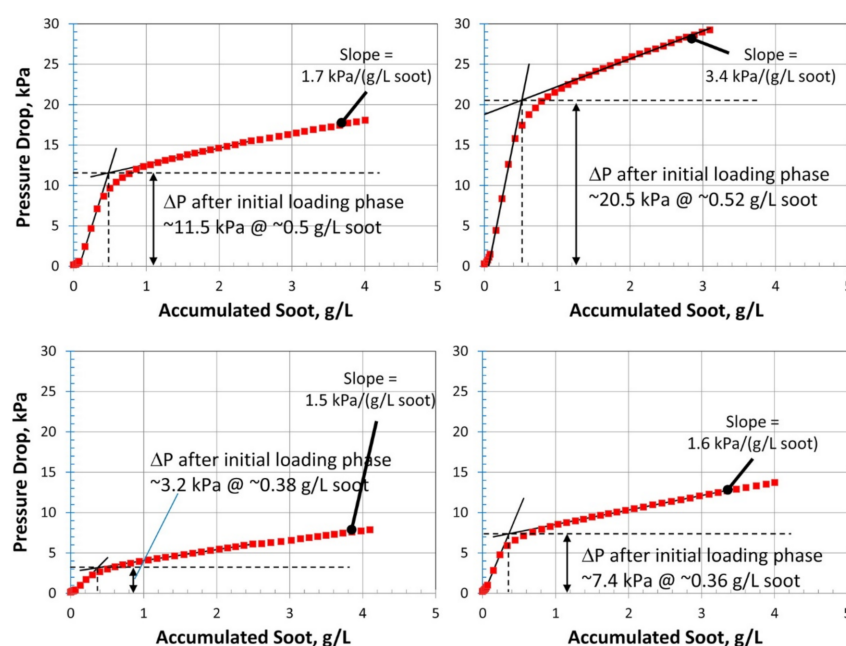 30
25
20
15
10
5
0
Pressure Drop, kPa
Slope =
1.7 kPa/(g/L soot)
ΔP after initial loading phase
~11.5 kPa @ ~0.5 g/L soot
0 1 2 3 4 5
Accumulated Soot, g/L
30
25
20
15
10
5
0
Slope =
3.4 kPa/(g/L soot)
ΔP after initial loading phase
~20.5 kPa @ ~0.52 g/L soot
0 1 2 3 4 5
Accumulated Soot, g/L
30
25
20
15
10
5
0
Pressure Drop, kPa
Slope =
1.5 kPa/(g/L soot)
ΔP after initial loading phase
~3.2 kPa @ ~0.38 g/L soot
0 1 2 3 4 5
Accumulated Soot, g/L
30
25
20
15
10
5
0
Slope =
1.6 kPa/(g/L soot)
ΔP after initial loading phase
~7.4 kPa @ ~0.36 g/L soot
0 1 2 3 4 5
Accumulated Soot, g/L